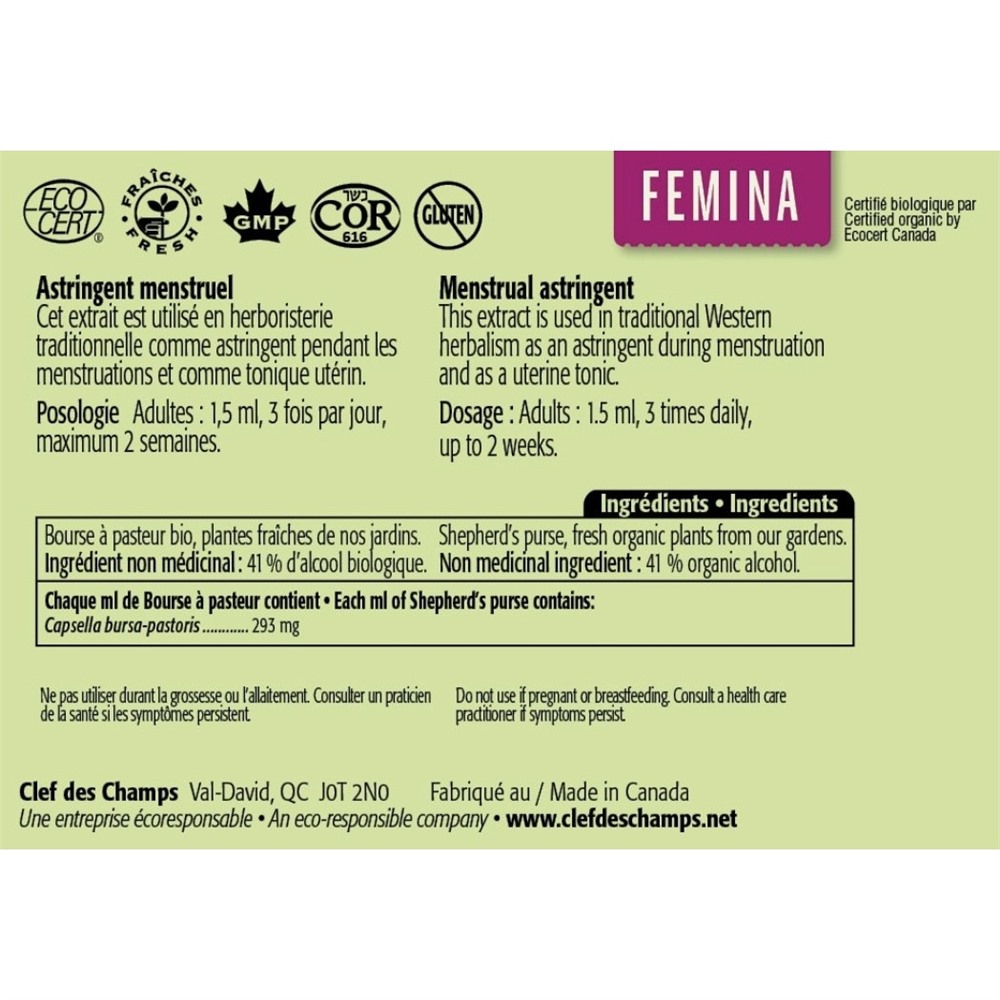 ECO
CERT
®
FRAÎCHES
FRESH
GMP
כשר
COR
616
GLUTEN
FEMINA
Certifié biologique par
Certified organic by
Ecocert Canada
Astringent menstruel
Cet extrait est utilisé en herboristerie
traditionnelle comme astringent pendant les
menstruations et comme tonique utérin.
Posologie Adultes : 1,5 ml, 3 fois par jour,
maximum 2 semaines.
Menstrual astringent
This extract is used in traditional Western
herbalism as an astringent during menstruation
and as a uterine tonic.
Dosage : Adults : 1.5 ml, 3 times daily,
up to 2 weeks.
Ingrédients • Ingredients
Bourse à pasteur bio, plantes fraîches de nos jardins.
Ingrédient non médicinal : 41 % d'alcool biologique.
Shepherd's purse, fresh organic plants from our gardens.
Non medicinal ingredient : 41 % organic alcohol.
Chaque ml de Bourse à pasteur contient • Each ml of Shepherd's purse contains:
Capsella bursa-pastoris............ 293 mg
Ne pas utiliser durant la grossesse ou l'allaitement. Consulter un praticien
de la santé si les symptômes persistent.
Do not use if pregnant or breastfeeding. Consult a health care
practitioner if symptoms persist.
Clef des Champs Val-David, QC J0T 2N0 Fabriqué au / Made in Canada
Une entreprise écoresponsable • An eco-responsible company • www.clefdeschamps.net